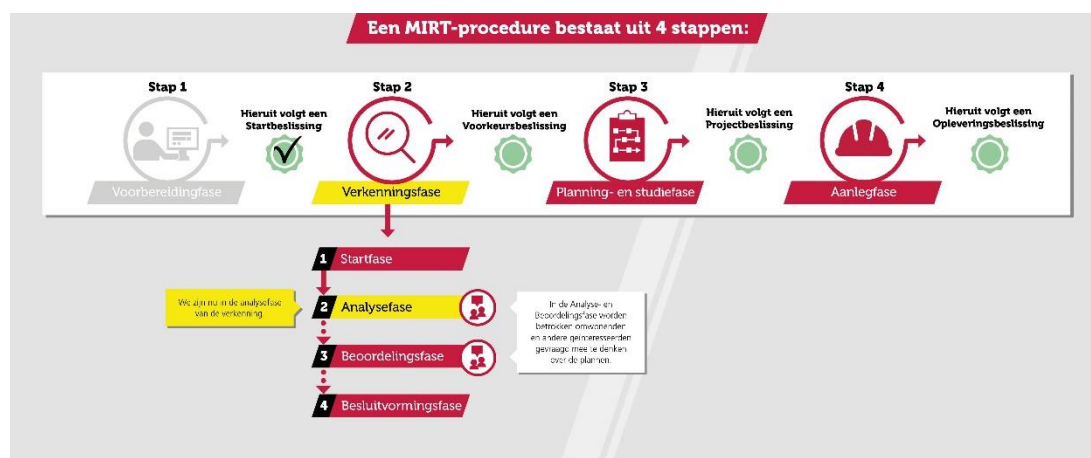 Een MIRT-procedure bestaat uit 4 stappen:
Stap 1
Hieruit volgt een
Startbeslissing
Voorbereidingfase
Stap 2
Hieruit volgt een
Voorkeursbeslissing
Verkenningsfase
Stap 3
Hieruit volgt een
Projectbeslissing
Planning- en studiefase
Stap 4
Hieruit volgt een
Opleveringsbeslissing
Aanlegfase
1 Startfase
We zijn nu in de analysefase
van de verkenning.
2 Analysefase
In de Analyse- en
Beoordelingsfase worden
betrokken omwonenden
en andere geïnteresseerden
gevraagd mee te denken
over de plannen.
3 Beoordelingsfase
4 Besluitvormingsfase